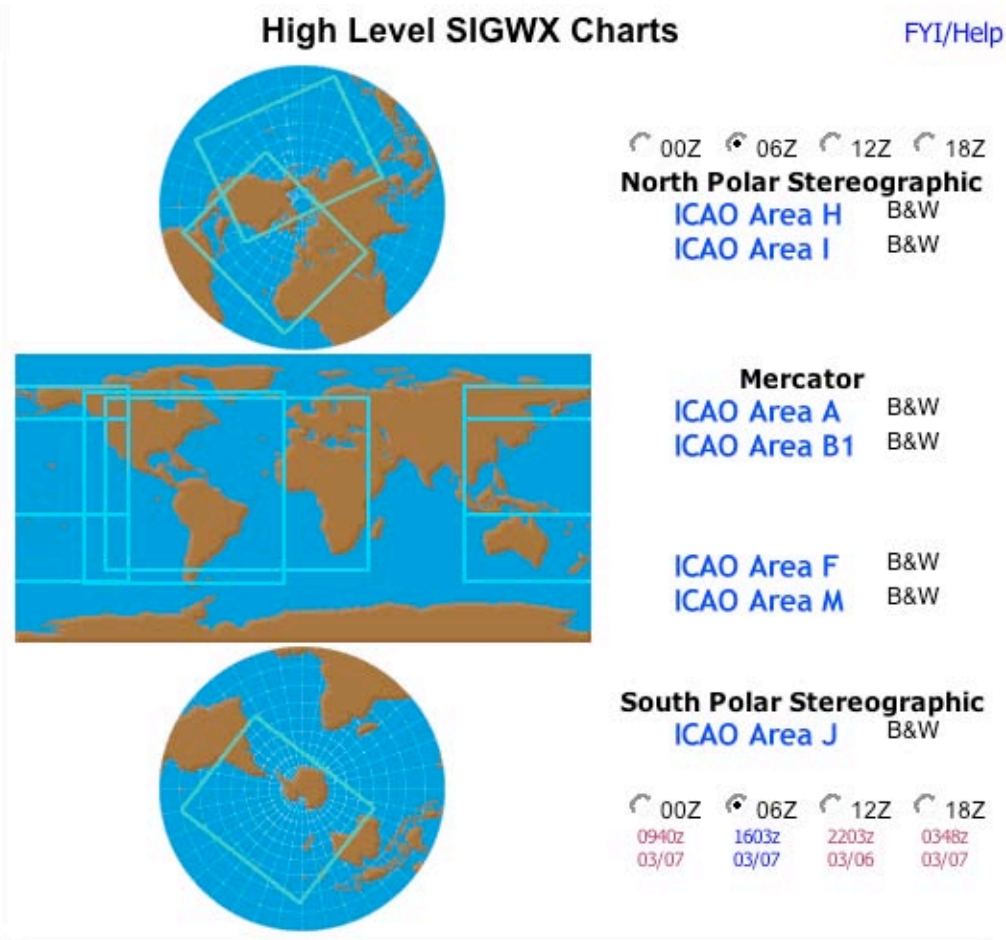 High Level SIGWX Charts
FYI/Help
00Z 06Z 12Z 18Z
North Polar Stereographic
ICAO Area H B&W
ICAO Area I B&W
Mercator
ICAO Area A B&W
ICAO Area B1 B&W
ICAO Area F B&W
ICAO Area M B&W
South Polar Stereographic
ICAO Area J B&W
00Z 06Z 12Z 18Z
0940z 1603z 2203z 0348z
03/07 03/07 03/06 03/07